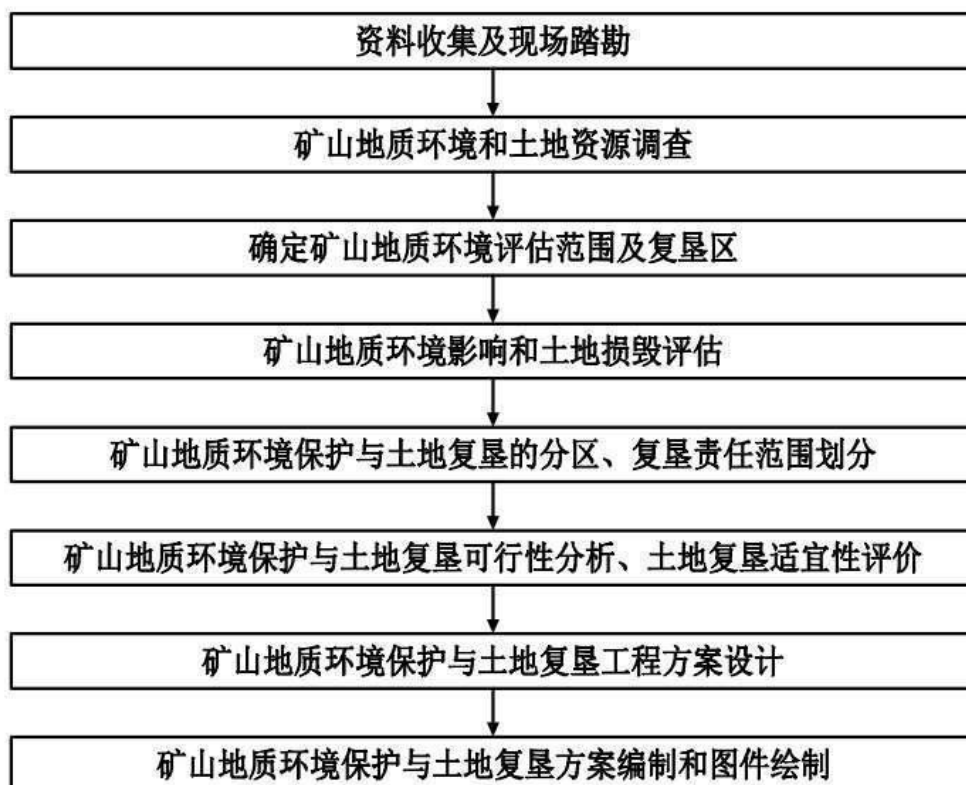 资料收集及现场踏勘
矿山地质环境和土地资源调查
确定矿山地质环境评估范围及复垦区
矿山地质环境影响和土地损毁评估
矿山地质环境保护与土地复垦的分区、复垦责任范围划分
矿山地质环境保护与土地复垦可行性分析、土地复垦适宜性评价
矿山地质环境保护与土地复垦工程方案设计
矿山地质环境保护与土地复垦方案编制和图件绘制